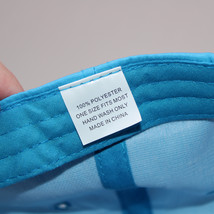 100% POLYESTER
ONE SIZE FITS MOST
HAND WASH ONLY
MADE IN CHINA